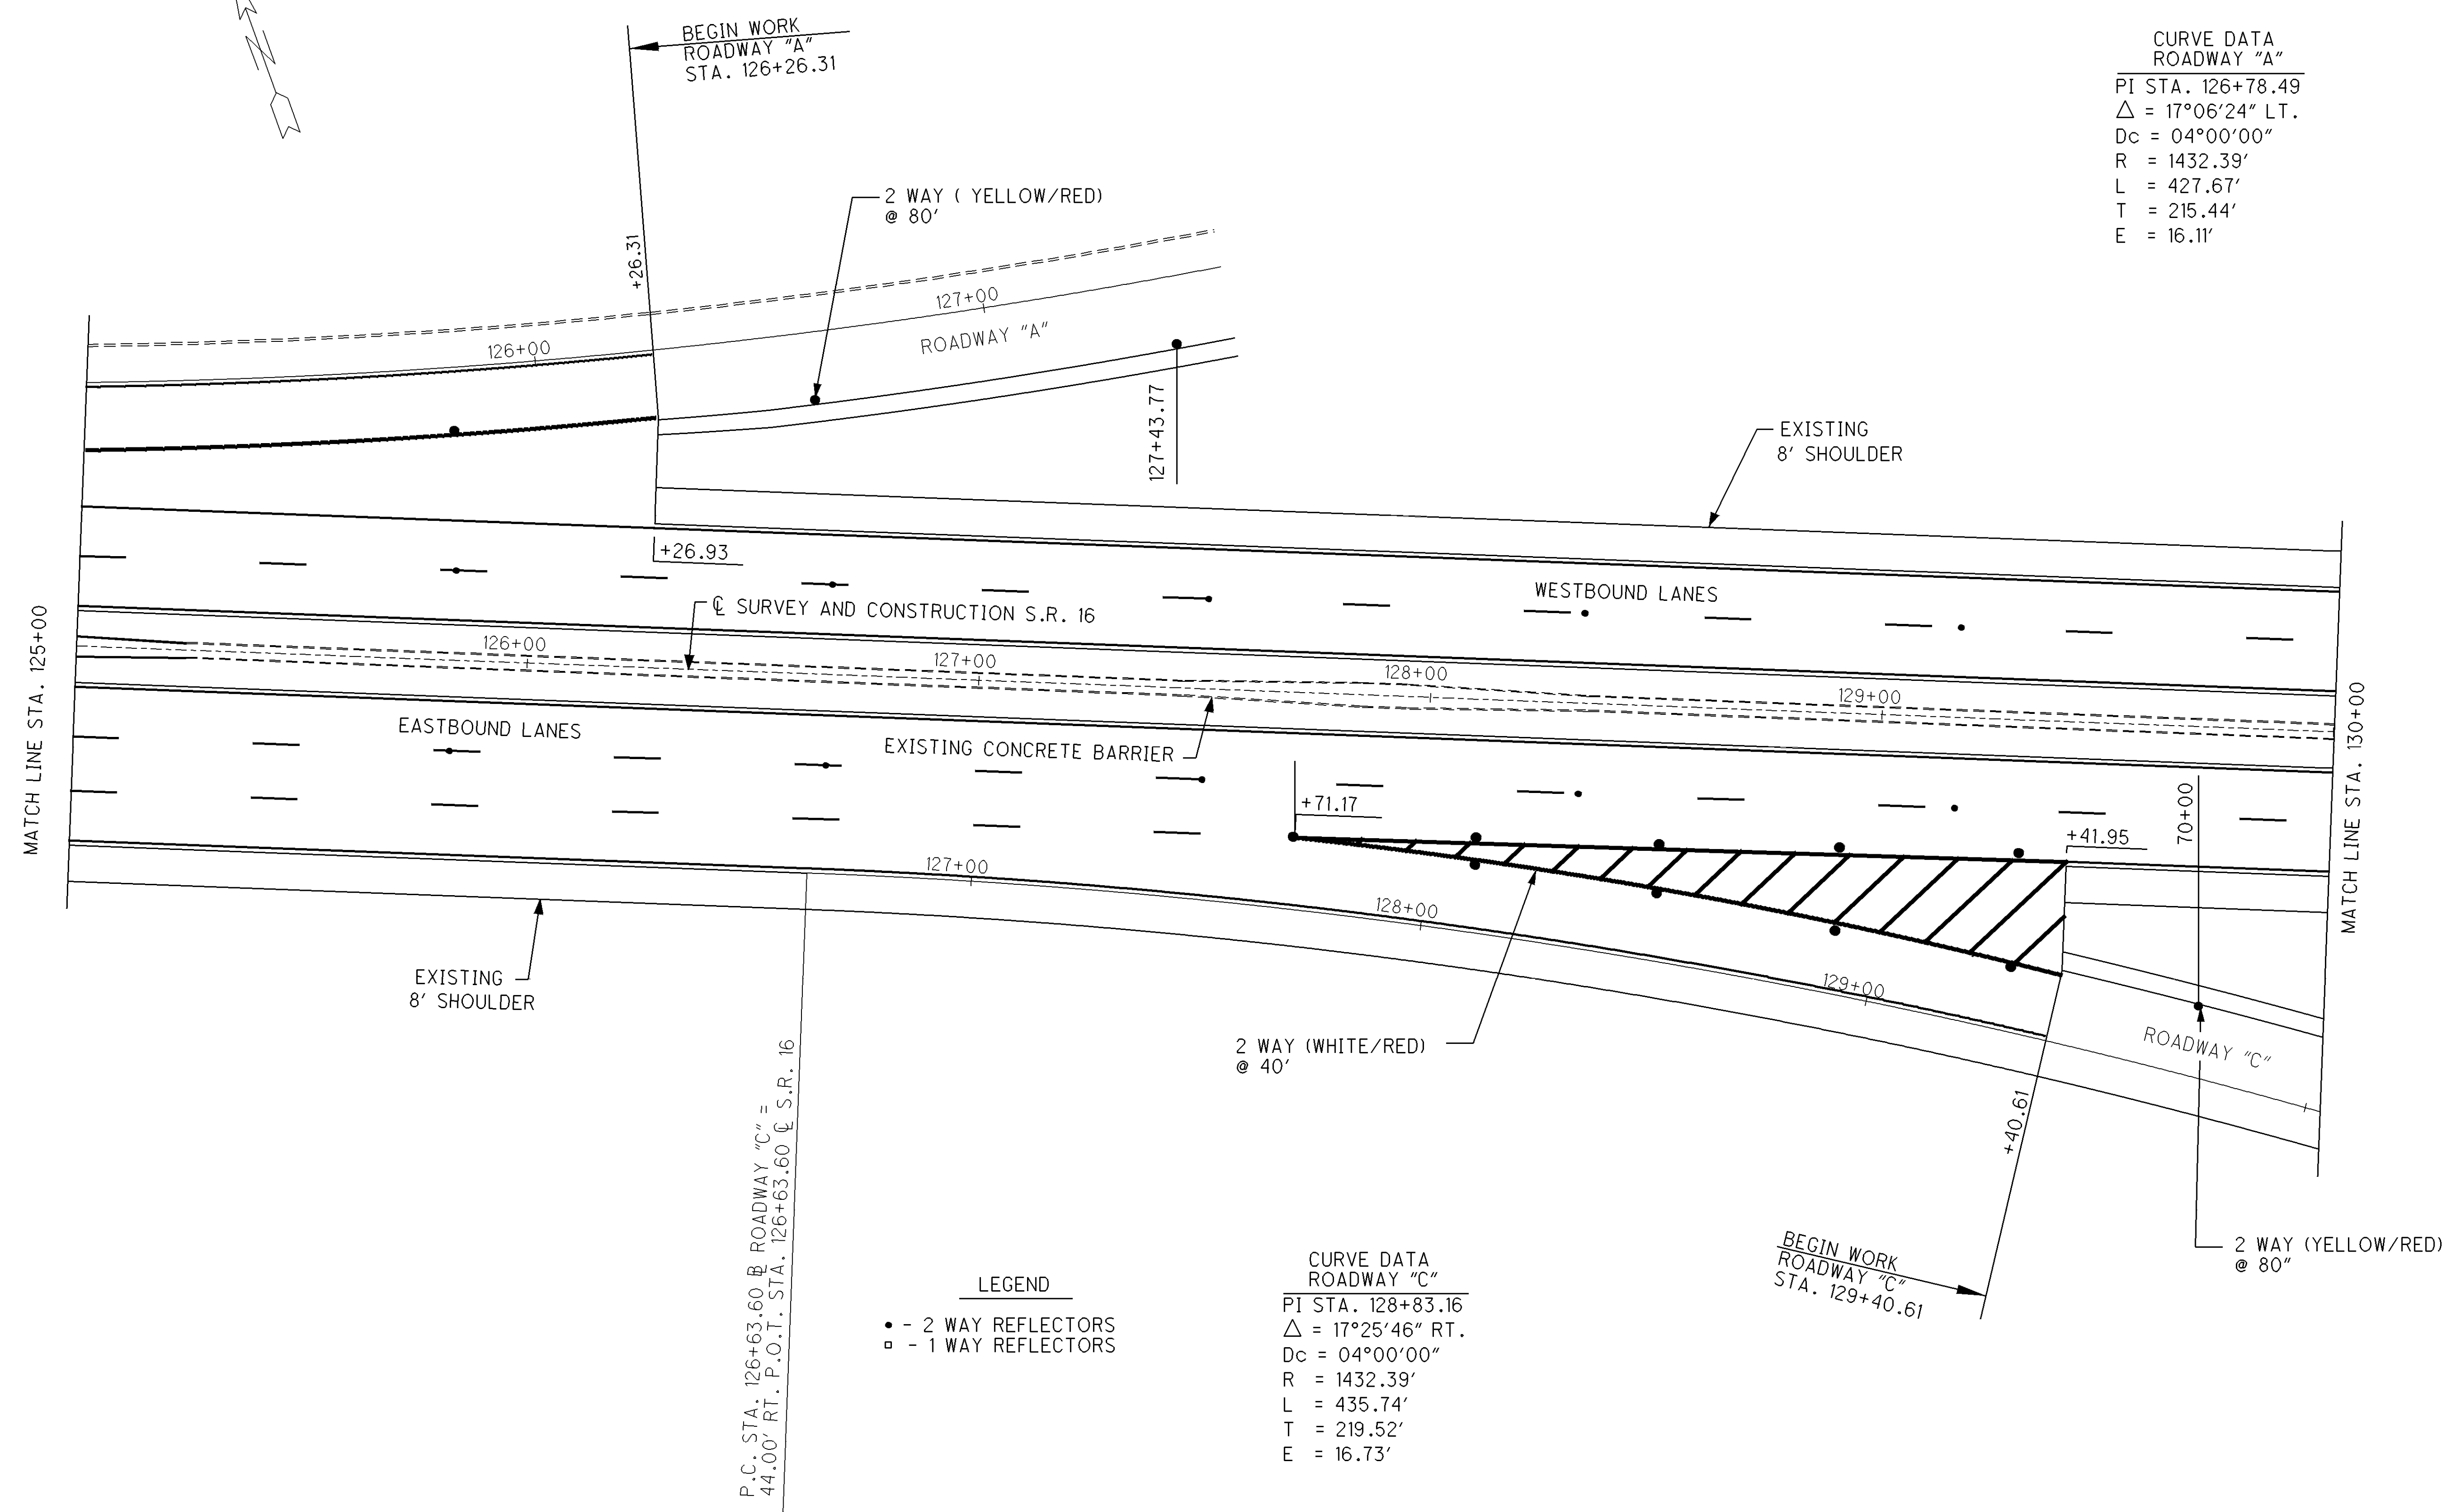 BEGIN WORK
ROADWAY "A"
STA. 126+26.31
CURVE DATA
ROADWAY "A"
PI STA. 126+78.49
△ = 17°06'24" LT.
Dc = 04°00'00"
R = 1432.39'
L = 427.67'
T = 215.44'
E = 16.11'
+26.31
2 WAY ( YELLOW/RED)
@ 80'
126+00
127+00
ROADWAY "A"
127+43.77
EXISTING
8' SHOULDER
+26.93
WESTBOUND LANES
℄ SURVEY AND CONSTRUCTION S.R. 16
MATCH LINE STA. 125+00
126+00
127+00
128+00
129+00
EASTBOUND LANES
EXISTING CONCRETE BARRIER
+71.17
+41.95
70+00
MATCH LINE STA. 130+00
127+00
128+00
129+00
EXISTING
8' SHOULDER
2 WAY (WHITE/RED)
@ 40'
ROADWAY "C"
+40.61
P.C. STA. 126+63.60 B ROADWAY "C" =
44.00' RT. P.O.T. STA. 126+63.60 ℄ S.R. 16
BEGIN WORK
ROADWAY "C"
STA. 129+40.61
2 WAY (YELLOW/RED)
@ 80"
LEGEND
● - 2 WAY REFLECTORS
□ - 1 WAY REFLECTORS
CURVE DATA
ROADWAY "C"
PI STA. 128+83.16
△ = 17°25'46" RT.
Dc = 04°00'00"
R = 1432.39'
L = 435.74'
T = 219.52'
E = 16.73'